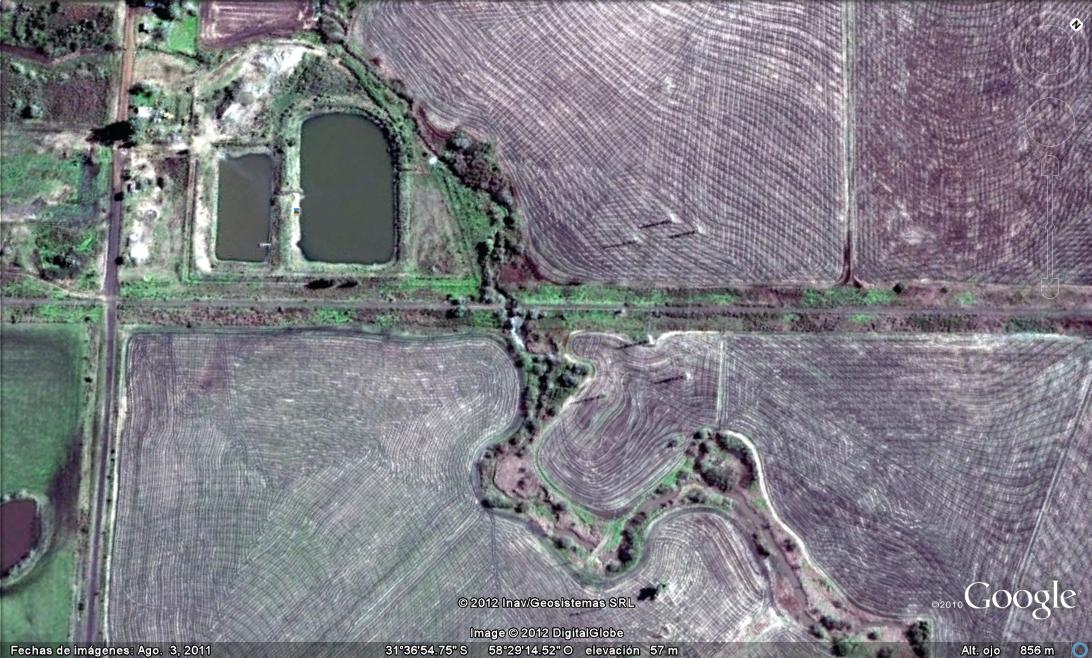 N
© 2012 Inav/Geosistemas SRL
©2010 Google
Image © 2012 DigitalGlobe
Fechas de imágenes: Ago. 3, 2011 31°36'54.75" S 58°29'14.52" O elevación 57 m Alt. ojo 856 m